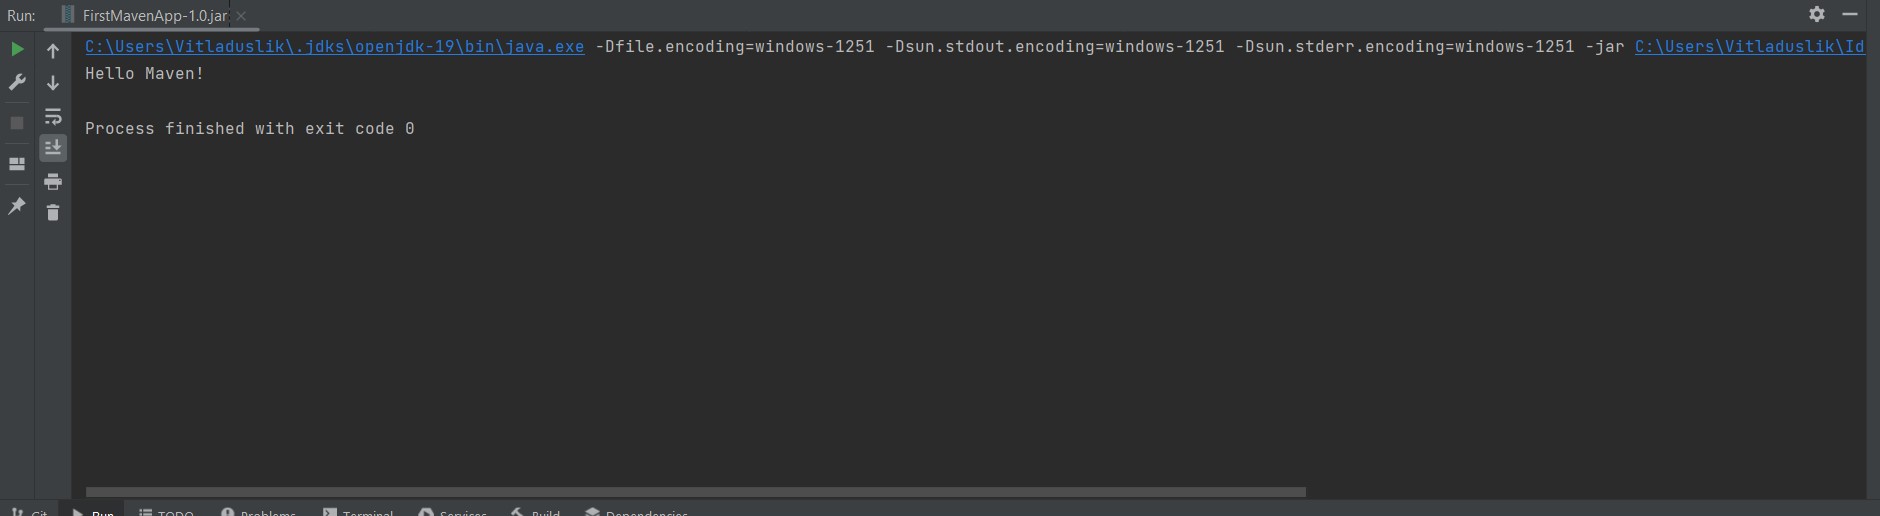 Run: FirstMavenApp-1.0.jar
C:\Users\Vitladuslik\.jdks\openjdk-19\bin\java.exe -Dfile.encoding=windows-1251 -Dsun.stdout.encoding=windows-1251 -Dsun.stderr.encoding=windows-1251 -jar C:\Users\Vitladuslik\Id
Hello Maven!
Process finished with exit code 0
Git Run TODO Problems Terminal Services Build Dependencies